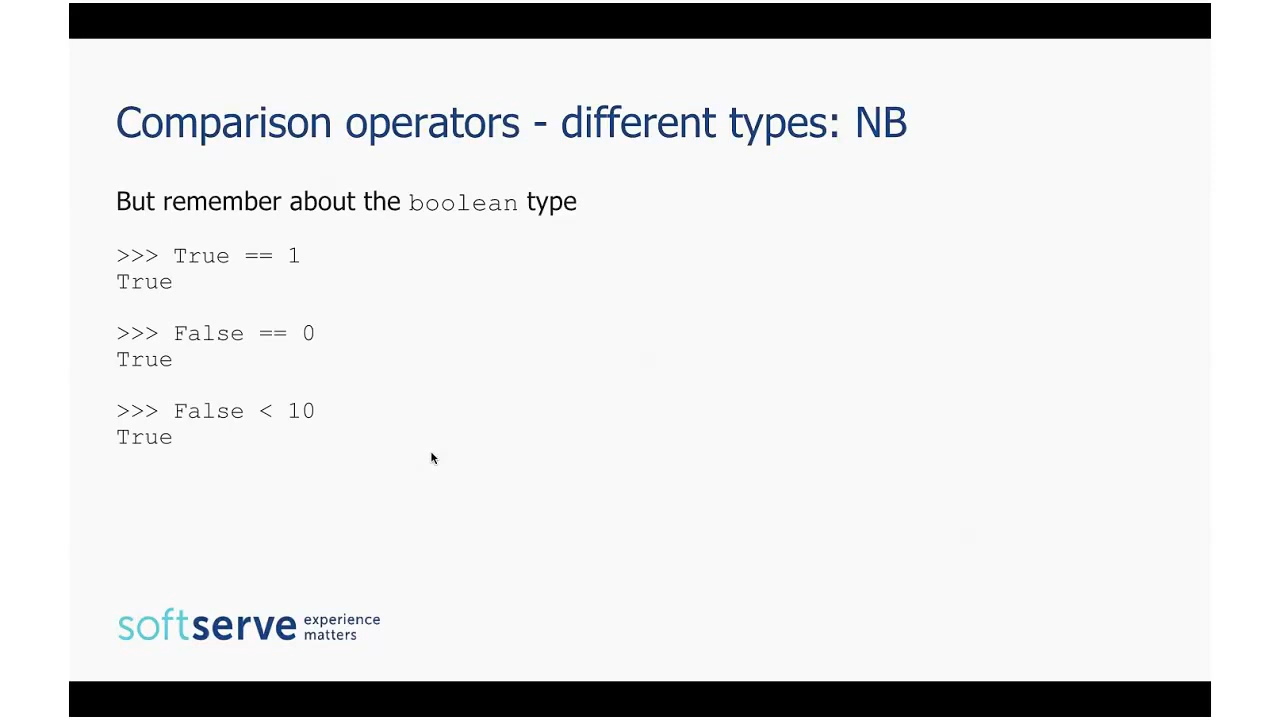 Comparison operators - different types: NB
But remember about the boolean type
>>> True == 1
True
>>> False == 0
True
>>> False < 10
True
softserve experience
matters